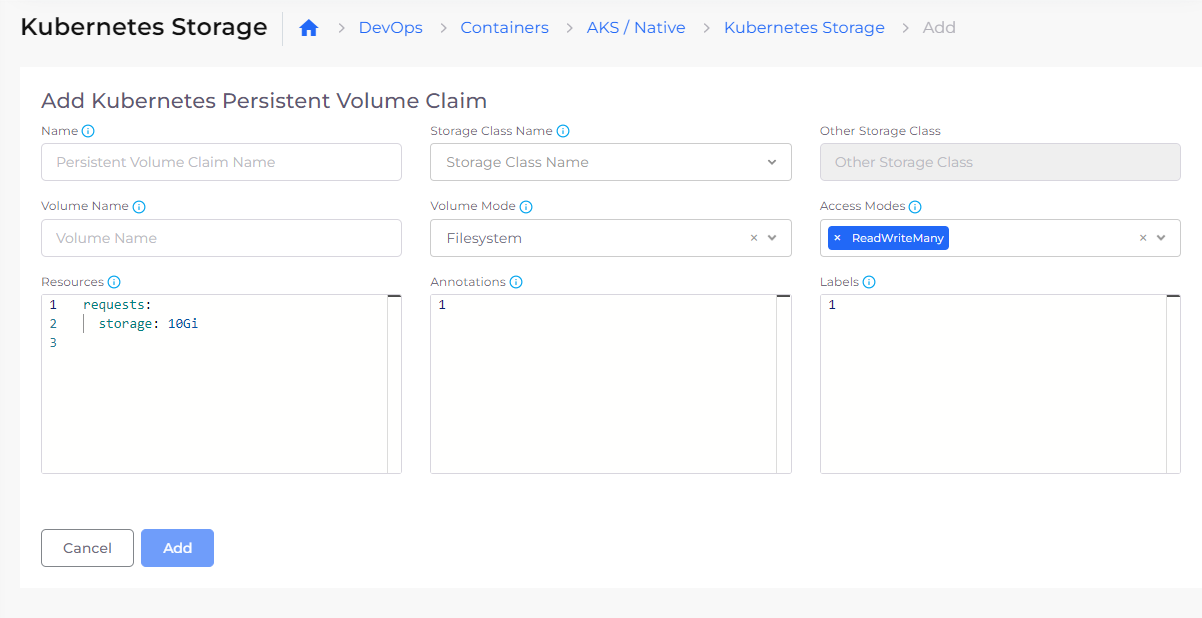 Kubernetes Storage
DevOps > Containers > AKS / Native > Kubernetes Storage > Add
Add Kubernetes Persistent Volume Claim
Name
Storage Class Name
Other Storage Class
Persistent Volume Claim Name
Storage Class Name
Other Storage Class
Volume Name
Volume Mode
Access Modes
Volume Name
Filesystem ×
× ReadWriteMany ×
Resources
Annotations
Labels
1 requests:
2 storage: 10Gi
3
1
1
Cancel
Add